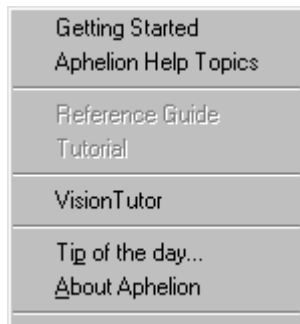 Getting Started
Aphelion Help Topics
Reference Guide
Tutorial
VisionTutor
Tip of the day...
About Aphelion